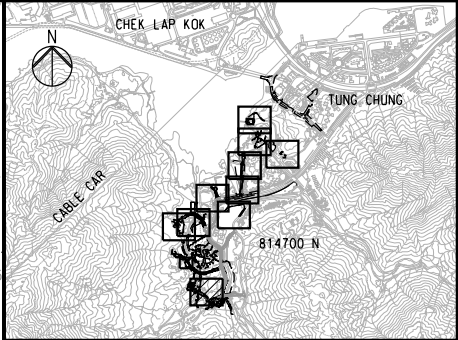 CHEK LAP KOK
N
TUNG CHUNG
CABLE CAR
814700 N